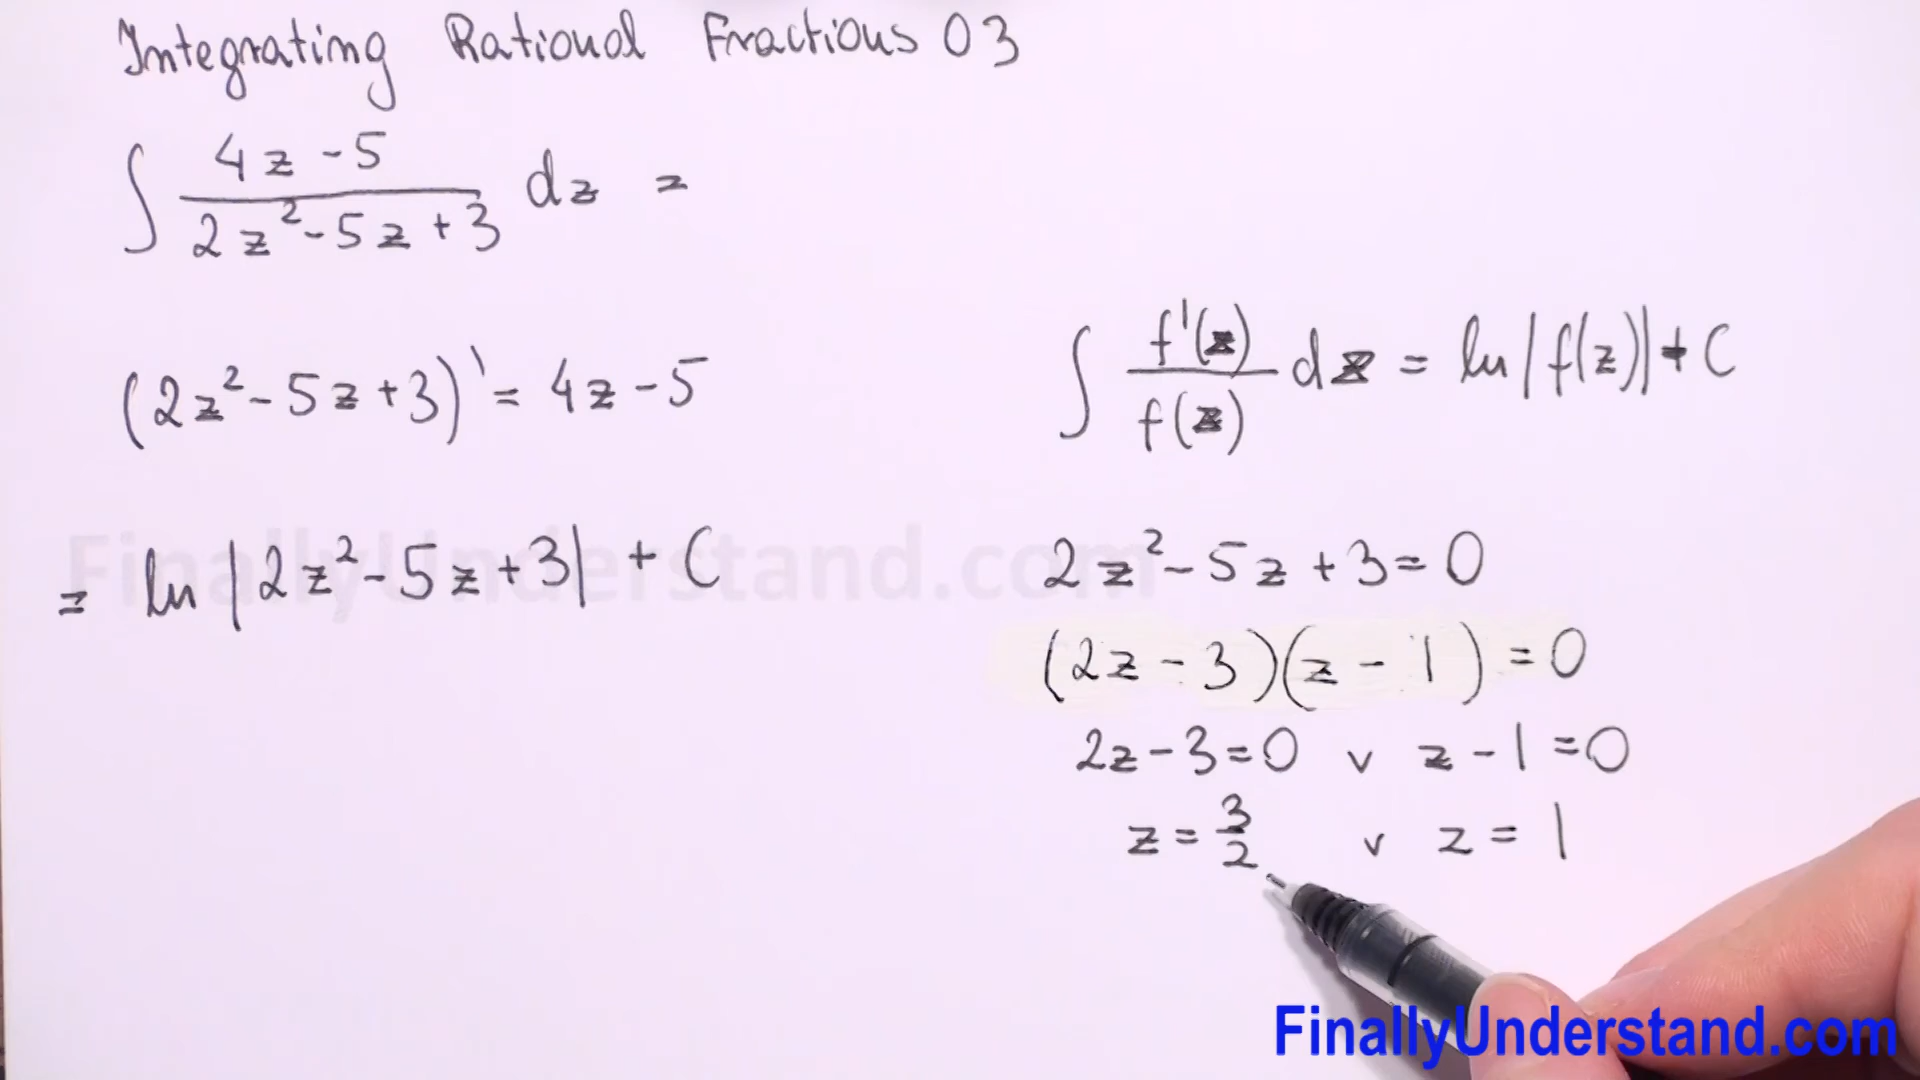 Integrating Rational Fractions 03
∫ (4z - 5)/(2z² - 5z + 3) dz =
(2z² - 5z + 3)' = 4z - 5
= ln |2z² - 5z + 3| + C
∫ f'(z)/f(z) dz = ln |f(z)| + C
2z² - 5z + 3 = 0
(2z - 3)(z - 1) = 0
2z - 3 = 0 v z - 1 = 0
z = 3/2 v z = 1
FinallyUnderstand.com
FinallyUnderstand.com